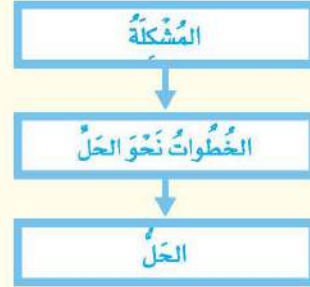 المُشْكِلَةُ
الخُطُواتُ نَحْوَ الحَلِّ
الحَلُّ